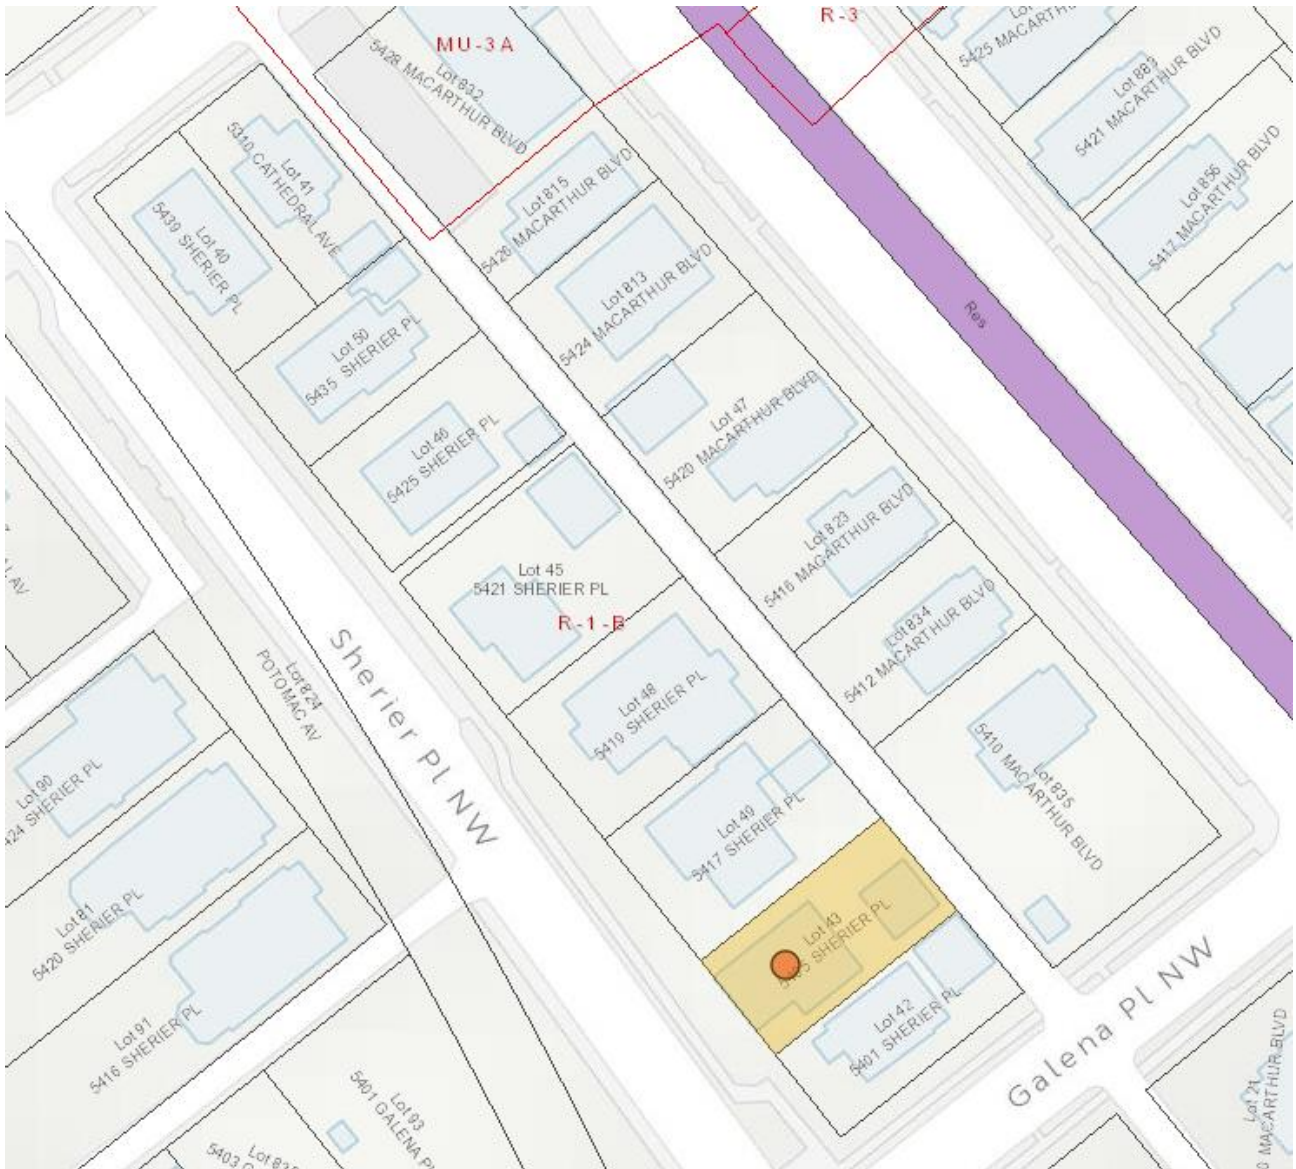 R-3
MU-3A
Lot 832
5428 MACARTHUR BLVD
5425 MACARTHUR
Lot 883
5421 MACARTHUR BLVD
Lot 856
5417 MACARTHUR BLVD
Lot 41
5310 CATHEDRAL AVE
Lot 40
5439 SHERIER PL
Lot 815
5426 MACARTHUR BLVD
Lot 813
5424 MACARTHUR BLVD
Res
Lot 50
5435 SHERIER PL
Lot 46
5425 SHERIER PL
Lot 47
5420 MACARTHUR BLVD
Lot 823
5416 MACARTHUR BLVD
Lot 45
5421 SHERIER PL
R-1-B
Lot 834
5412 MACARTHUR BLVD
Lot 824
POTOMAC AV
Sherier Pl NW
Lot 48
5419 SHERIER PL
Lot 835
5410 MACARTHUR BLVD
Lot 90
424 SHERIER PL
Lot 49
5417 SHERIER PL
Lot 81
5420 SHERIER PL
Lot 43
SHERIER PL
Lot 42
5401 SHERIER PL
Galena Pl NW
Lot 91
5416 SHERIER PL
Lot 93
5401 GALENA
5403
Lot 21
MACARTHUR BLVD